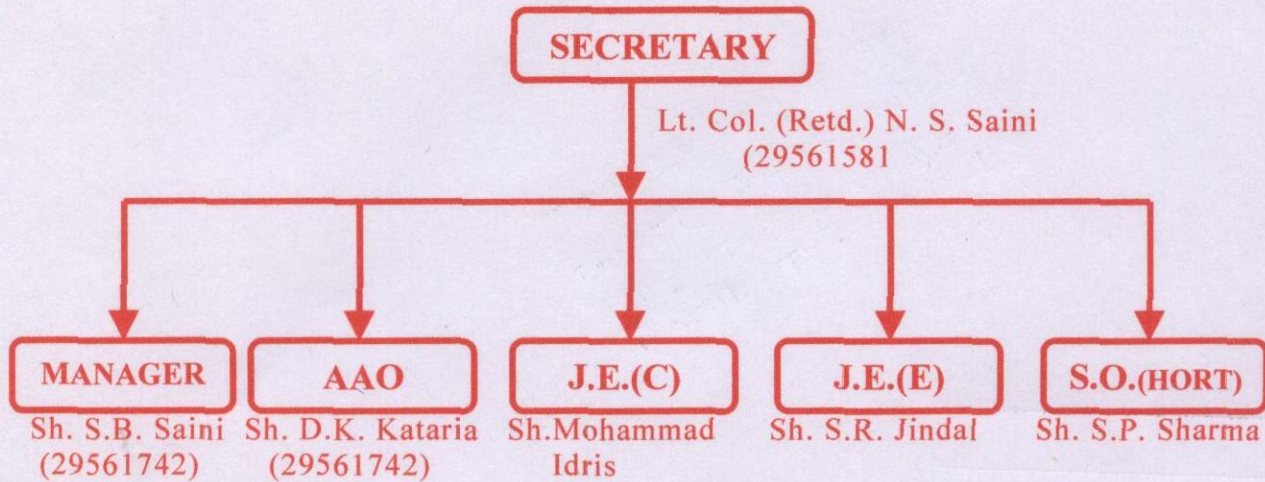 SECRETARY
Lt. Col. (Retd.) N. S. Saini
(29561581
MANAGER
Sh. S.B. Saini
(29561742)
AAO
Sh. D.K. Kataria
(29561742)
J.E.(C)
Sh.Mohammad
Idris
J.E.(E)
Sh. S.R. Jindal
S.O.(HORT)
Sh. S.P. Sharma